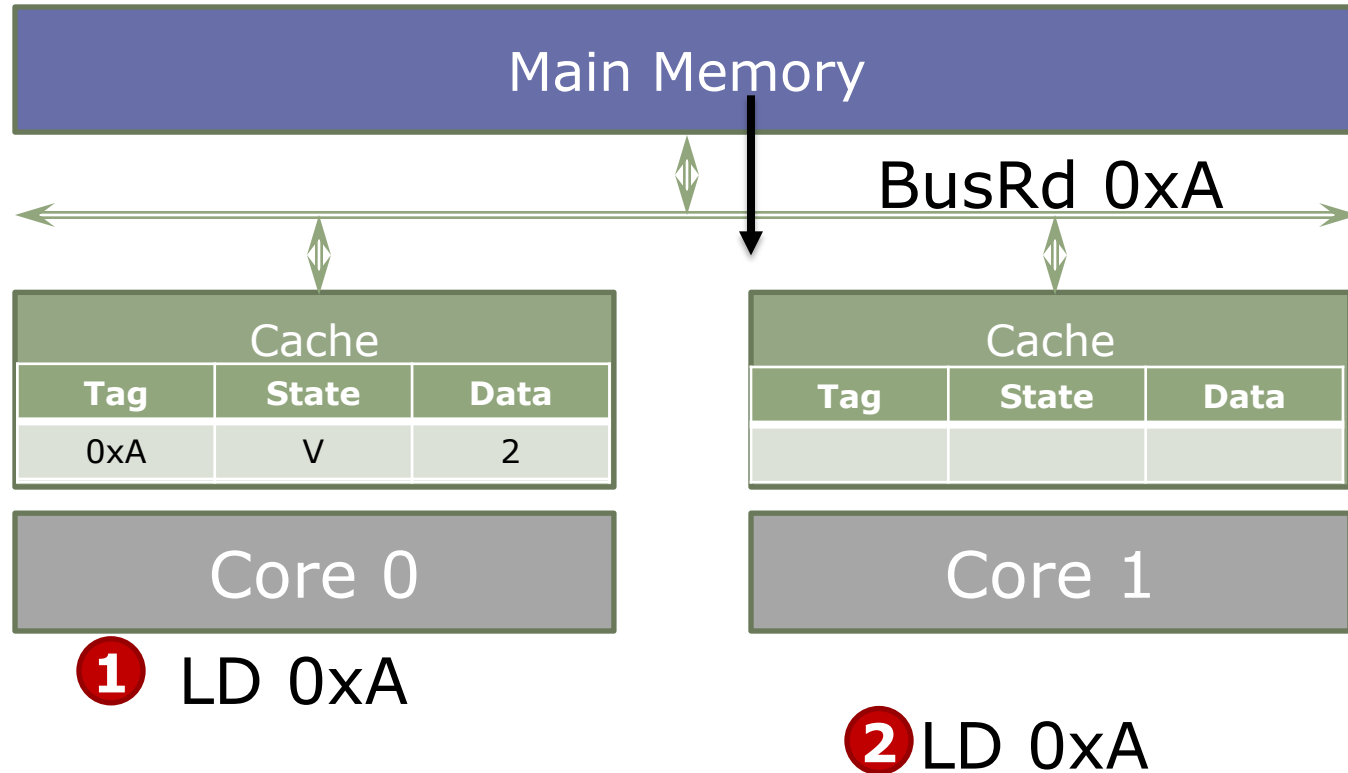 Main Memory
BusRd 0xA
Cache
Tag State Data
0xA V 2
Cache
Tag State Data
Core 0
Core 1
1 LD 0xA
2 LD 0xA